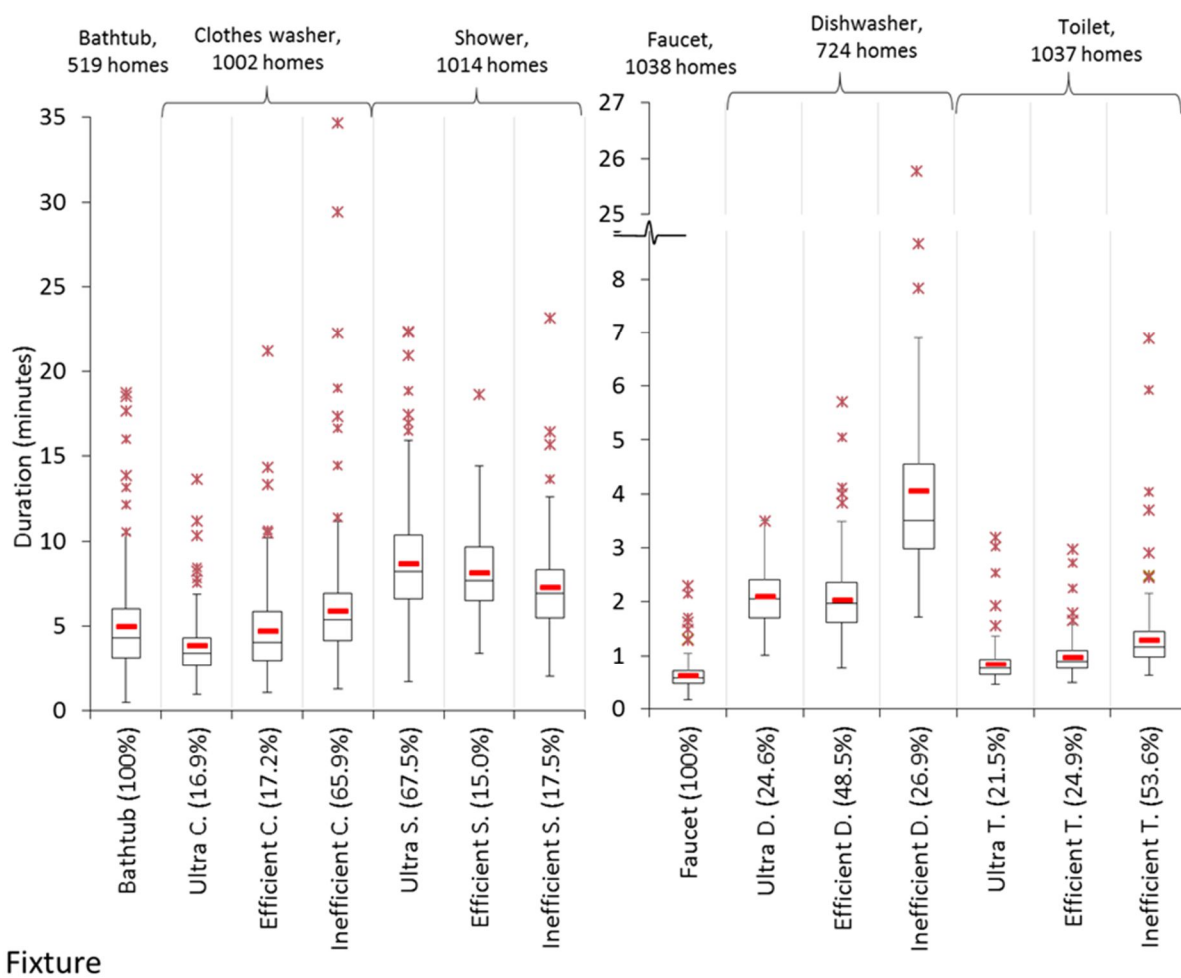 Bathtub,
519 homes
Clothes washer,
1002 homes
Shower,
1014 homes
Faucet,
1038 homes
Dishwasher,
724 homes
Toilet,
1037 homes
Duration (minutes)
35
30
25
20
15
10
5
0
27
26
25
8
7
6
5
4
3
2
1
0
Bathtub (100%)
Ultra C. (16.9%)
Efficient C. (17.2%)
Inefficient C. (65.9%)
Ultra S. (67.5%)
Efficient S. (15.0%)
Inefficient S. (17.5%)
Faucet (100%)
Ultra D. (24.6%)
Efficient D. (48.5%)
Inefficient D. (26.9%)
Ultra T. (21.5%)
Efficient T. (24.9%)
Inefficient T. (53.6%)
Fixture